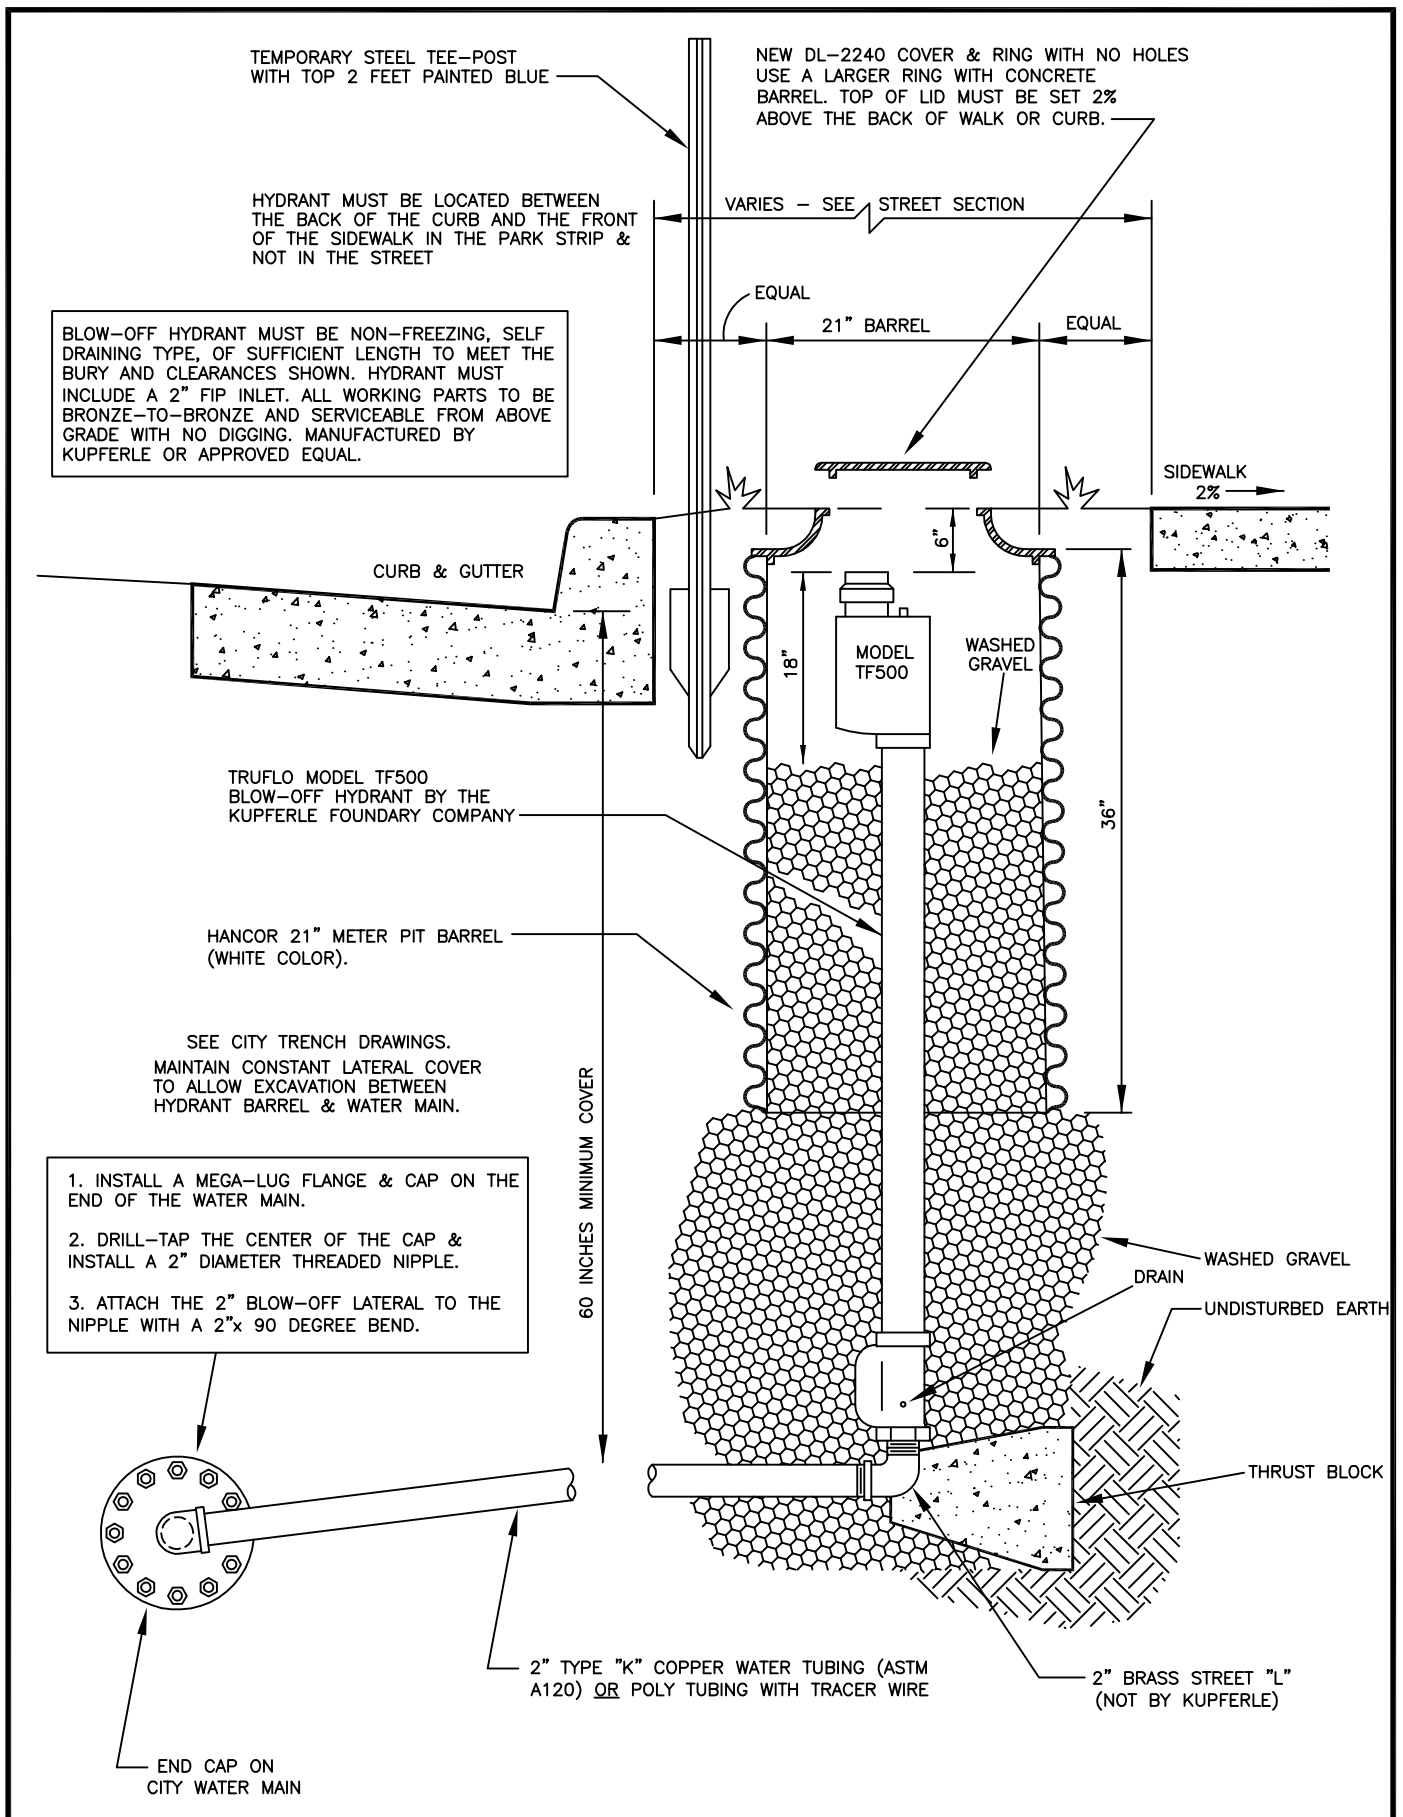 TEMPORARY STEEL TEE-POST
WITH TOP 2 FEET PAINTED BLUE
NEW DL-2240 COVER & RING WITH NO HOLES
USE A LARGER RING WITH CONCRETE
BARREL. TOP OF LID MUST BE SET 2%
ABOVE THE BACK OF WALK OR CURB.
HYDRANT MUST BE LOCATED BETWEEN
THE BACK OF THE CURB AND THE FRONT
OF THE SIDEWALK IN THE PARK STRIP &
NOT IN THE STREET
VARIES - SEE STREET SECTION
EQUAL
21" BARREL
EQUAL
BLOW-OFF HYDRANT MUST BE NON-FREEZING, SELF
DRAINING TYPE, OF SUFFICIENT LENGTH TO MEET THE
BURY AND CLEARANCES SHOWN. HYDRANT MUST
INCLUDE A 2" FIP INLET. ALL WORKING PARTS TO BE
BRONZE-TO-BRONZE AND SERVICEABLE FROM ABOVE
GRADE WITH NO DIGGING. MANUFACTURED BY
KUPFERLE OR APPROVED EQUAL.
SIDEWALK
2%
6"
CURB & GUTTER
18"
MODEL
TF500
WASHED
GRAVEL
36"
TRUFLO MODEL TF500
BLOW-OFF HYDRANT BY THE
KUPFERLE FOUNDARY COMPANY
HANCOR 21" METER PIT BARREL
(WHITE COLOR).
SEE CITY TRENCH DRAWINGS.
MAINTAIN CONSTANT LATERAL COVER
TO ALLOW EXCAVATION BETWEEN
HYDRANT BARREL & WATER MAIN.
60 INCHES MINIMUM COVER
1. INSTALL A MEGA-LUG FLANGE & CAP ON THE
END OF THE WATER MAIN.
2. DRILL-TAP THE CENTER OF THE CAP &
INSTALL A 2" DIAMETER THREADED NIPPLE.
3. ATTACH THE 2" BLOW-OFF LATERAL TO THE
NIPPLE WITH A 2"x 90 DEGREE BEND.
WASHED GRAVEL
DRAIN
UNDISTURBED EARTH
THRUST BLOCK
2" TYPE "K" COPPER WATER TUBING (ASTM
A120) OR POLY TUBING WITH TRACER WIRE
2" BRASS STREET "L"
(NOT BY KUPFERLE)
END CAP ON
CITY WATER MAIN